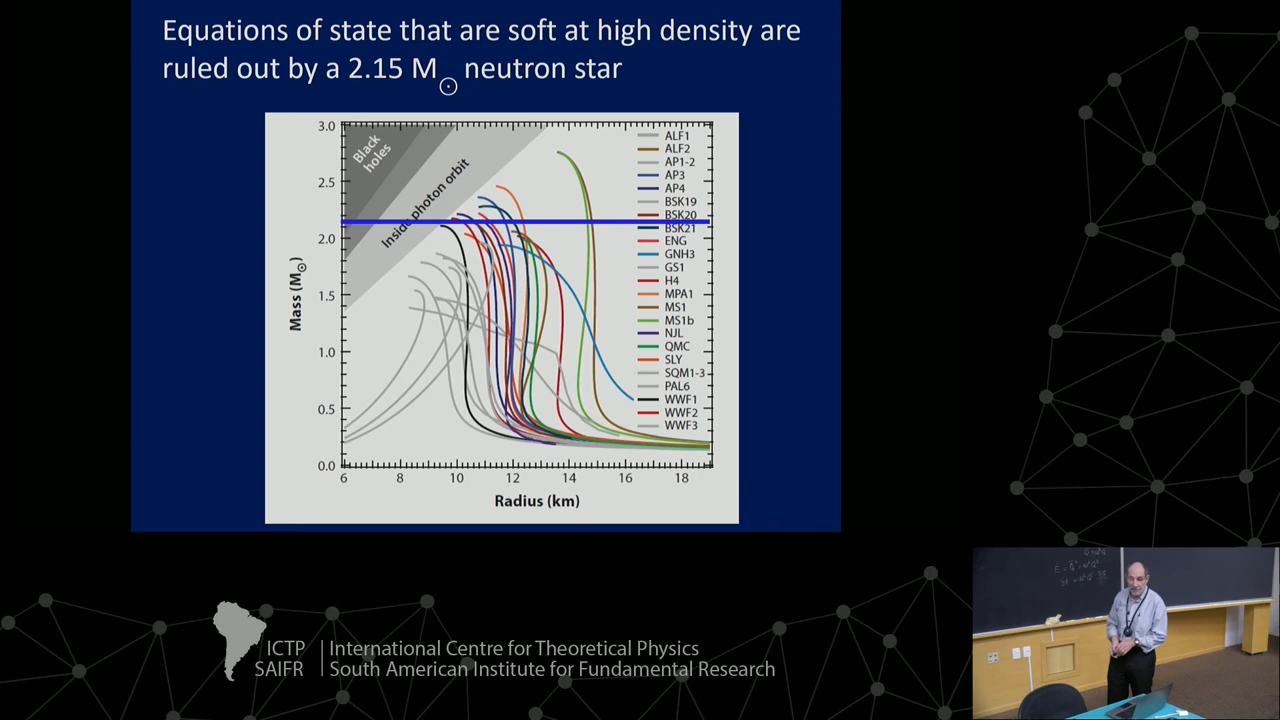 Equations of state that are soft at high density are
ruled out by a 2.15 M⊙ neutron star
3.0
2.5
2.0
1.5
1.0
0.5
0.0
Mass (M⊙)
Black
holes
Inside photon orbit
ALF1
ALF2
AP1-2
AP3
AP4
BSK19
BSK20
BSK21
ENG
GNH3
GS1
H4
MPA1
MS1
MS1b
NJL
QMC
SLY
SQM1-3
PAL6
WWF1
WWF2
WWF3
6 8 10 12 14 16 18
Radius (km)
ICTP International Centre for Theoretical Physics
SAIFR South American Institute for Fundamental Research